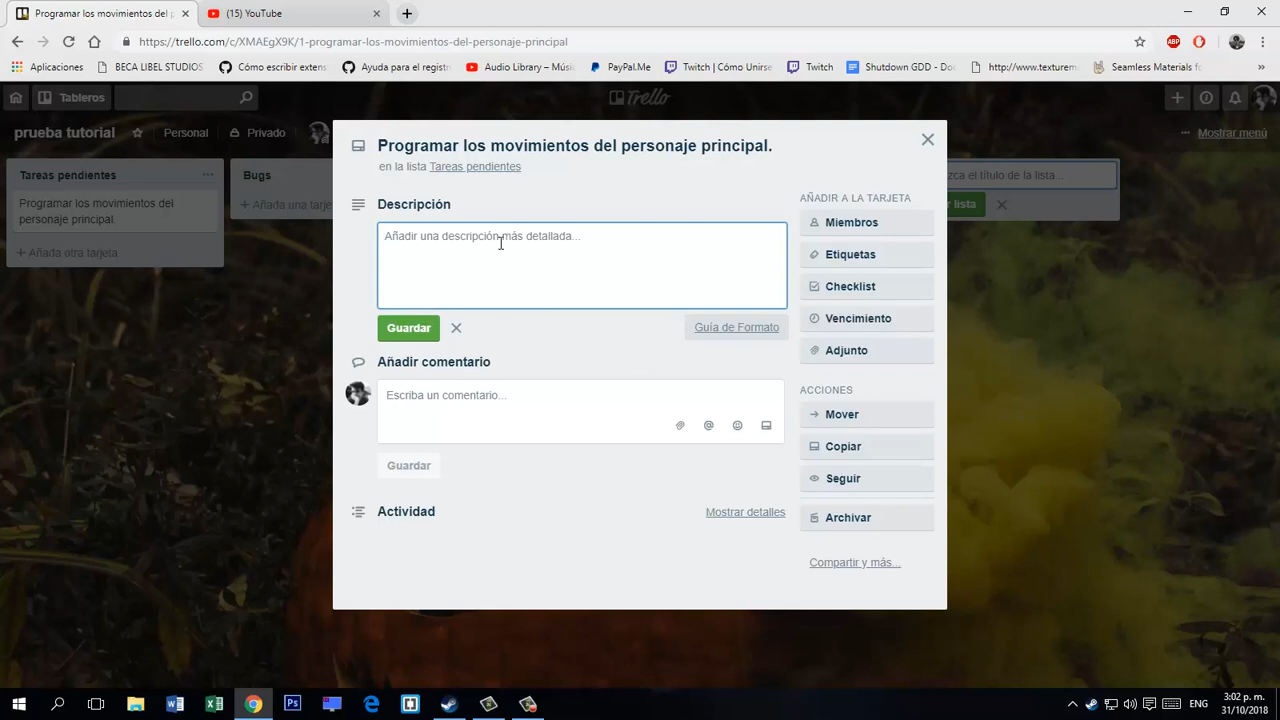 Programar los movimientos del p
(15) YouTube
https://trello.com/c/XMAEgX9K/1-programar-los-movimientos-del-personaje-principal
ABP
Aplicaciones
BECA LIBEL STUDIOS
Cómo escribir extens
Ayuda para el regist
Audio Library – Músi
PayPal.Me
Twitch (Cómo Unirse
Twitch
Shutdown GDD - Doc
http://www.texturem
Seamless Materials fo
Tableros
Trello
prueba tutorial
Personal
Privado
Mostrar menú
Tareas pendientes
Programar los movimientos del
personaje principal.
Añada otra tarjeta
Bugs
Añada una tarje
zca el título de la lista...
r lista
Programar los movimientos del personaje principal.
en la lista Tareas pendientes
Descripción
Añadir una descripción más detallada...
Guardar
Guía de Formato
Añadir comentario
Escriba un comentario...
Guardar
Actividad
Mostrar detalles
AÑADIR A LA TARJETA
Miembros
Etiquetas
Checklist
Vencimiento
Adjunto
ACCIONES
Mover
Copiar
Seguir
Archivar
Compartir y más...
ENG
3:02 p. m.
31/10/2018